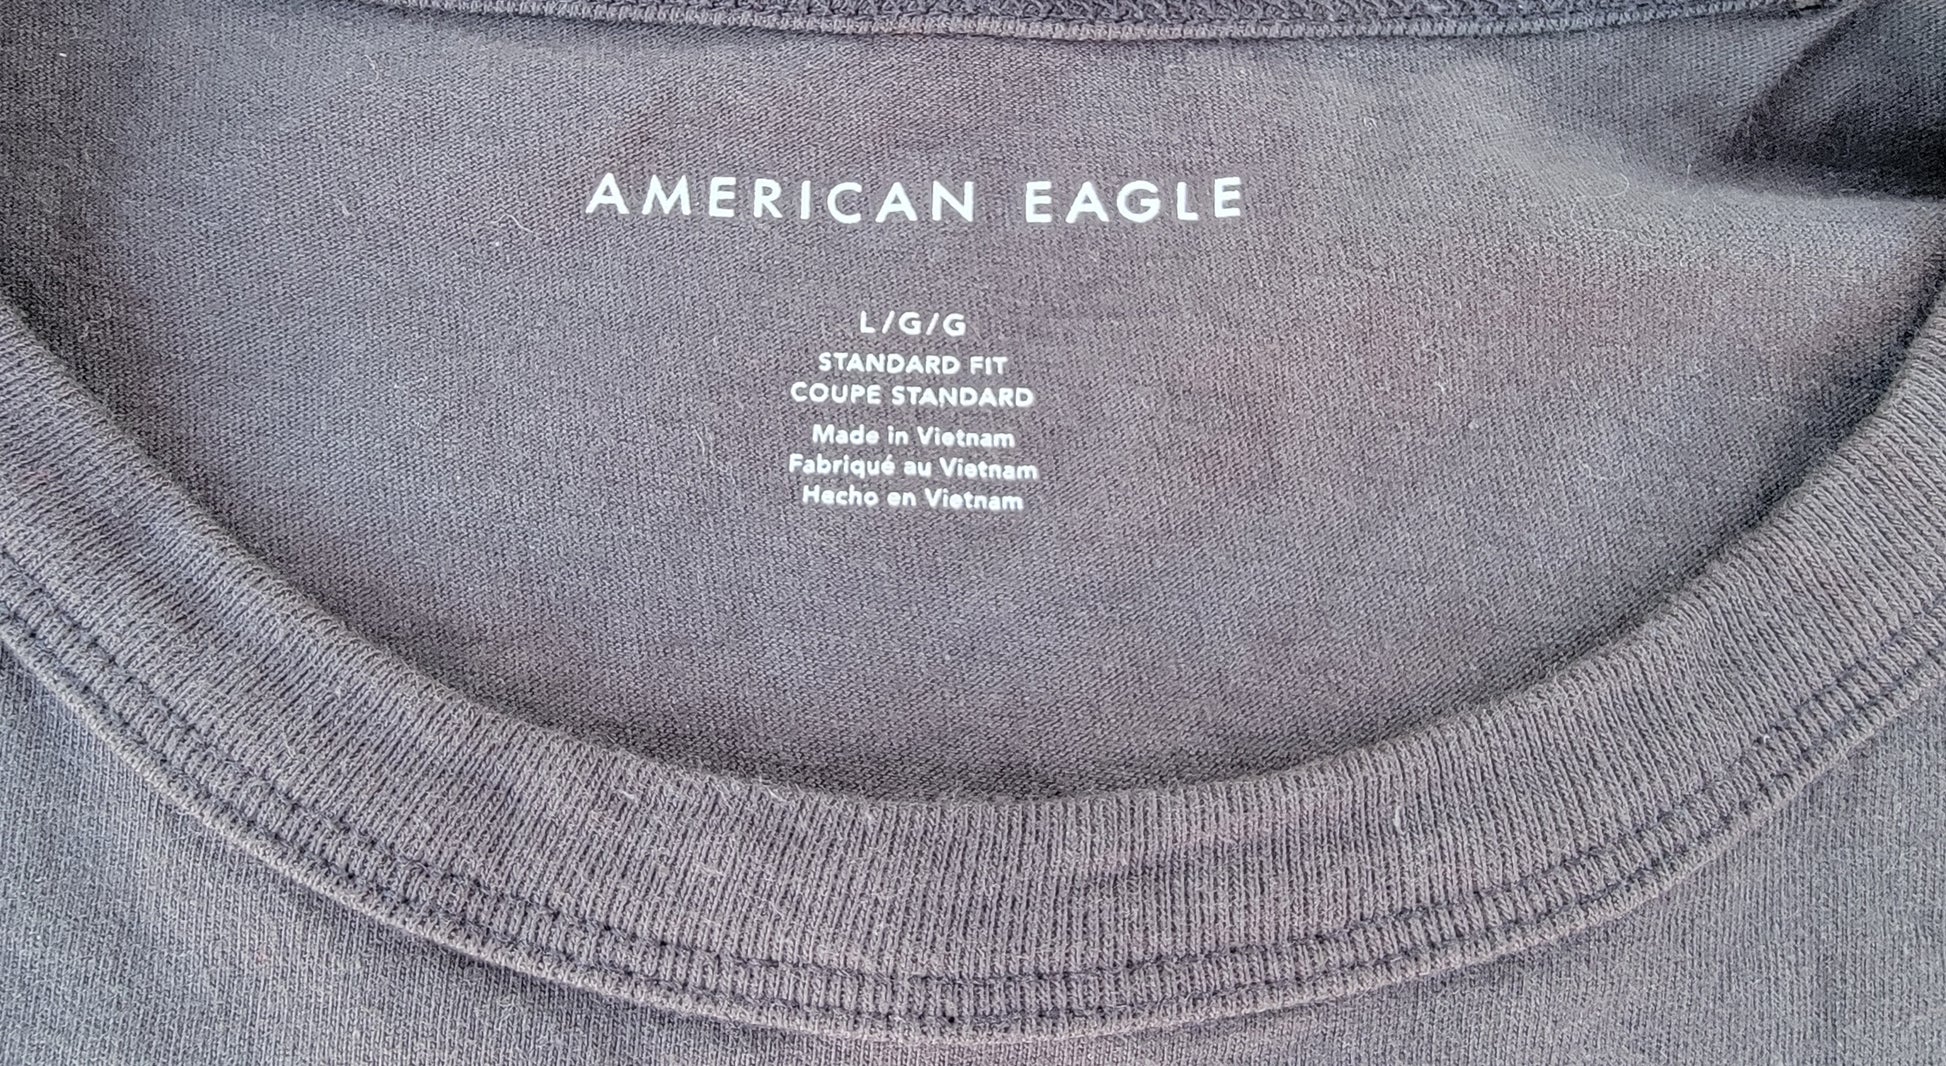 AMERICAN EAGLE
L/G/G
STANDARD FIT
COUPE STANDARD
Made in Vietnam
Fabriqué au Vietnam
Hecho en Vietnam